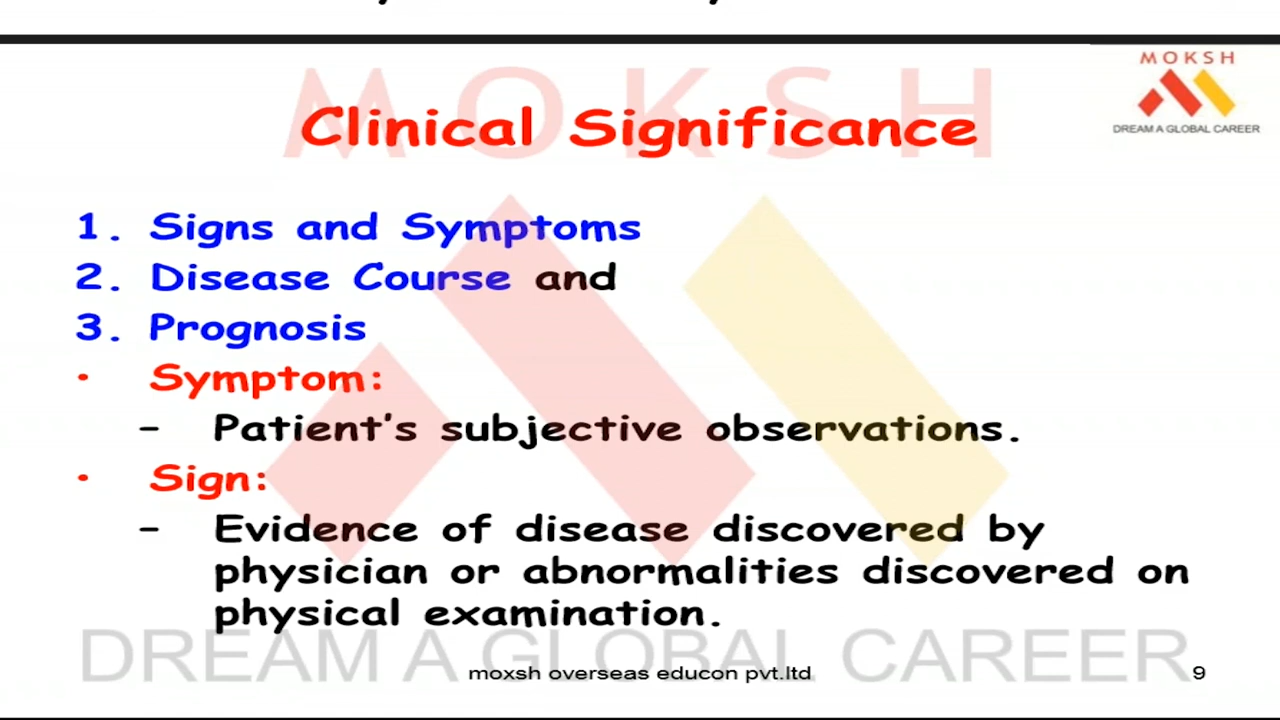 MOKSH
DREAM A GLOBAL CAREER
MOKSH
Clinical Significance
1. Signs and Symptoms
2. Disease Course and
3. Prognosis
• Symptom:
– Patient's subjective observations.
• Sign:
– Evidence of disease discovered by
physician or abnormalities discovered on
physical examination.
DREAM A GLOBAL CAREER
moxsh overseas educon pvt.ltd
9